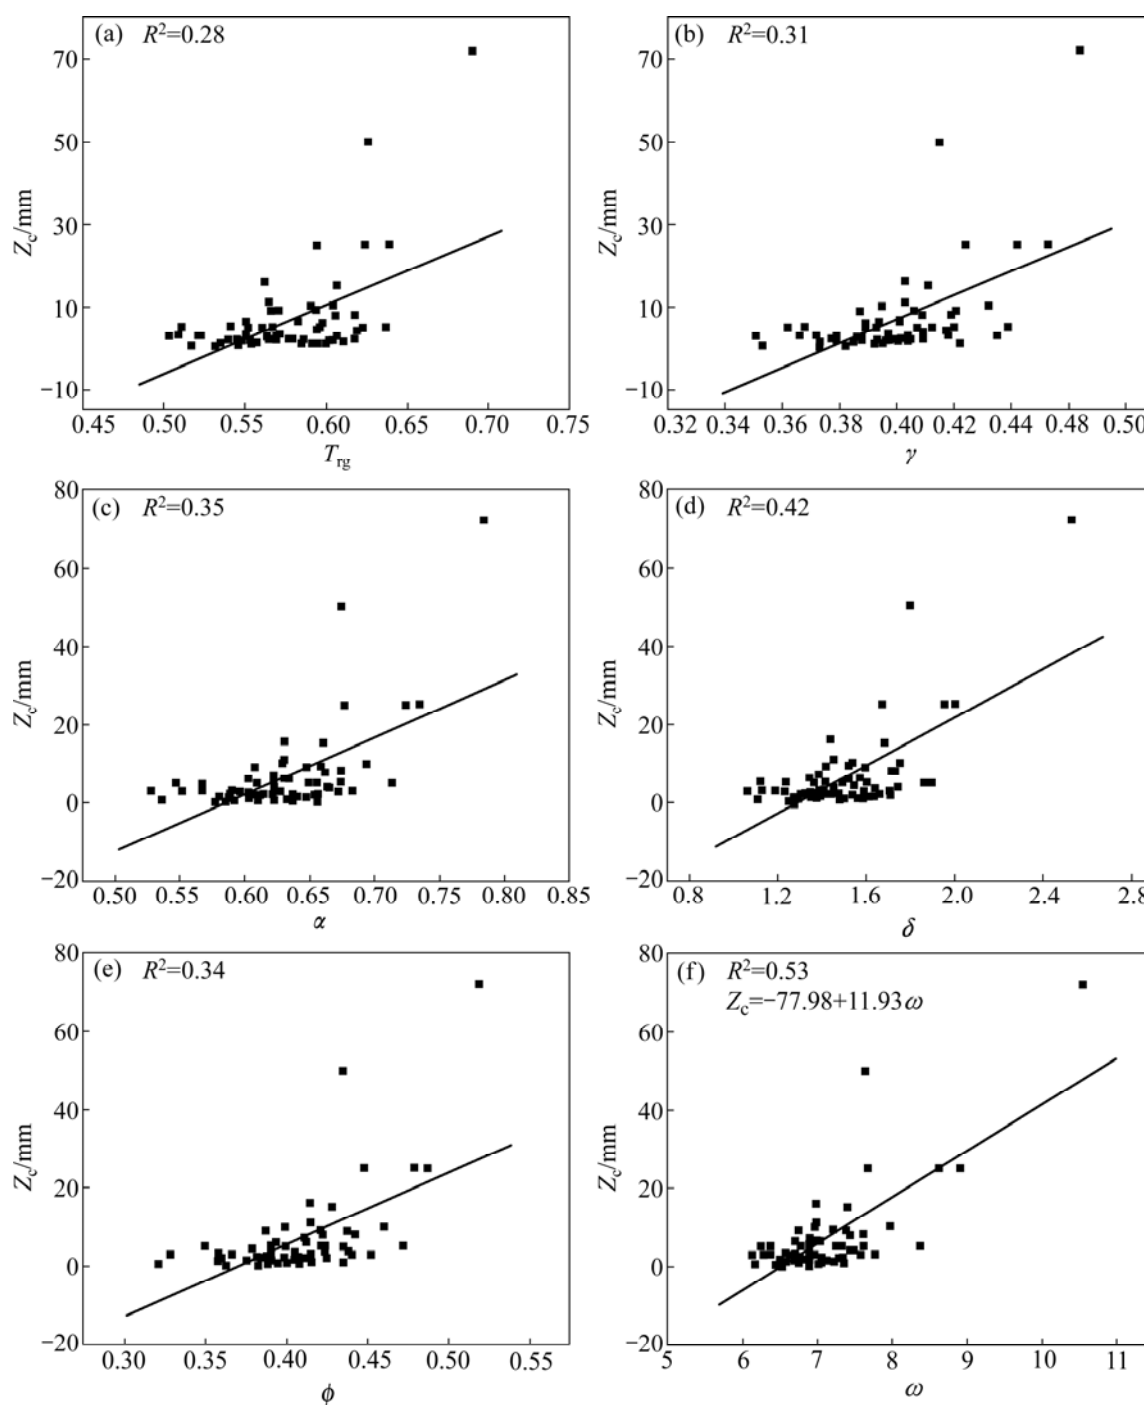 (a) R²=0.28
70
50
30
10
−10
Z_c/mm
0.45 0.50 0.55 0.60 0.65 0.70 0.75
T_rg
(b) R²=0.31
70
50
30
10
−10
Z_c/mm
0.32 0.34 0.36 0.38 0.40 0.42 0.44 0.46 0.48 0.50
γ
(c) R²=0.35
80
60
40
20
0
−20
Z_c/mm
0.50 0.55 0.60 0.65 0.70 0.75 0.80 0.85
α
(d) R²=0.42
80
60
40
20
0
−20
Z_c/mm
0.8 1.2 1.6 2.0 2.4 2.8
δ
(e) R²=0.34
80
60
40
20
0
−20
Z_c/mm
0.30 0.35 0.40 0.45 0.50 0.55
ϕ
(f) R²=0.53
Z_c=−77.98+11.93ω
80
60
40
20
0
−20
Z_c/mm
5 6 7 8 9 10 11
ω